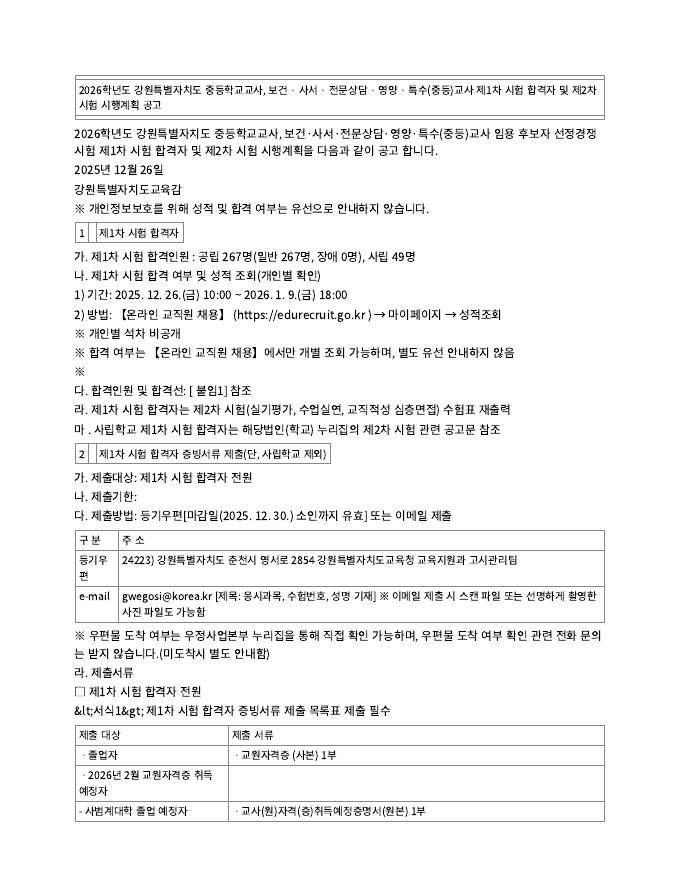 2026학년도 강원특별자치도 중등학교교사, 보건 · 사서 · 전문상담 · 영양 · 특수(중등)교사 제1차 시험 합격자 및 제2차
시험 시행계획 공고
2026학년도 강원특별자치도 중등학교교사, 보건·사서·전문상담·영양·특수(중등)교사 임용 후보자 선정경쟁
시험 제1차 시험 합격자 및 제2차 시험 시행계획을 다음과 같이 공고 합니다.
2025년 12월 26일
강원특별자치도교육감
※ 개인정보보호를 위해 성적 및 합격 여부는 유선으로 안내하지 않습니다.
1 제1차 시험 합격자
가. 제1차 시험 합격인원 : 공립 267명(일반 267명, 장애 0명), 사립 49명
나. 제1차 시험 합격 여부 및 성적 조회(개인별 확인)
1) 기간: 2025. 12. 26.(금) 10:00 ~ 2026. 1. 9.(금) 18:00
2) 방법: 【온라인 교직원 채용】 (https://edurecruit.go.kr ) → 마이페이지 → 성적조회
※ 개인별 석차 비공개
※ 합격 여부는 【온라인 교직원 채용】에서만 개별 조회 가능하며, 별도 유선 안내하지 않음
※
다. 합격인원 및 합격선: [ 붙임1] 참조
라. 제1차 시험 합격자는 제2차 시험(실기평가, 수업실연, 교직적성 심층면접) 수험표 재출력
마 . 사립학교 제1차 시험 합격자는 해당법인(학교) 누리집의 제2차 시험 관련 공고문 참조
2 제1차 시험 합격자 증빙서류 제출(단, 사립학교 제외)
가. 제출대상: 제1차 시험 합격자 전원
나. 제출기한:
다. 제출방법: 등기우편[마감일(2025. 12. 30.) 소인까지 유효] 또는 이메일 제출
구 분 주 소
등기우
편 24223) 강원특별자치도 춘천시 영서로 2854 강원특별자치도교육청 교육지원과 고시관리팀
e-mail gwegosi@korea.kr [제목: 응시과목, 수험번호, 성명 기재] ※ 이메일 제출 시 스캔 파일 또는 선명하게 촬영한
사진 파일도 가능함
※ 우편물 도착 여부는 우정사업본부 누리집을 통해 직접 확인 가능하며, 우편물 도착 여부 확인 관련 전화 문의
는 받지 않습니다.(미도착시 별도 안내함)
라. 제출서류
□ 제1차 시험 합격자 전원
&lt;서식1&gt; 제1차 시험 합격자 증빙서류 제출 목록표 제출 필수
제출 대상 제출 서류
· 졸업자 · 교원자격증 (사본) 1부
· 2026년 2월 교원자격증 취득
예정자
- 사범계대학 졸업 예정자 · 교사(원)자격(증)취득예정증명서(원본) 1부